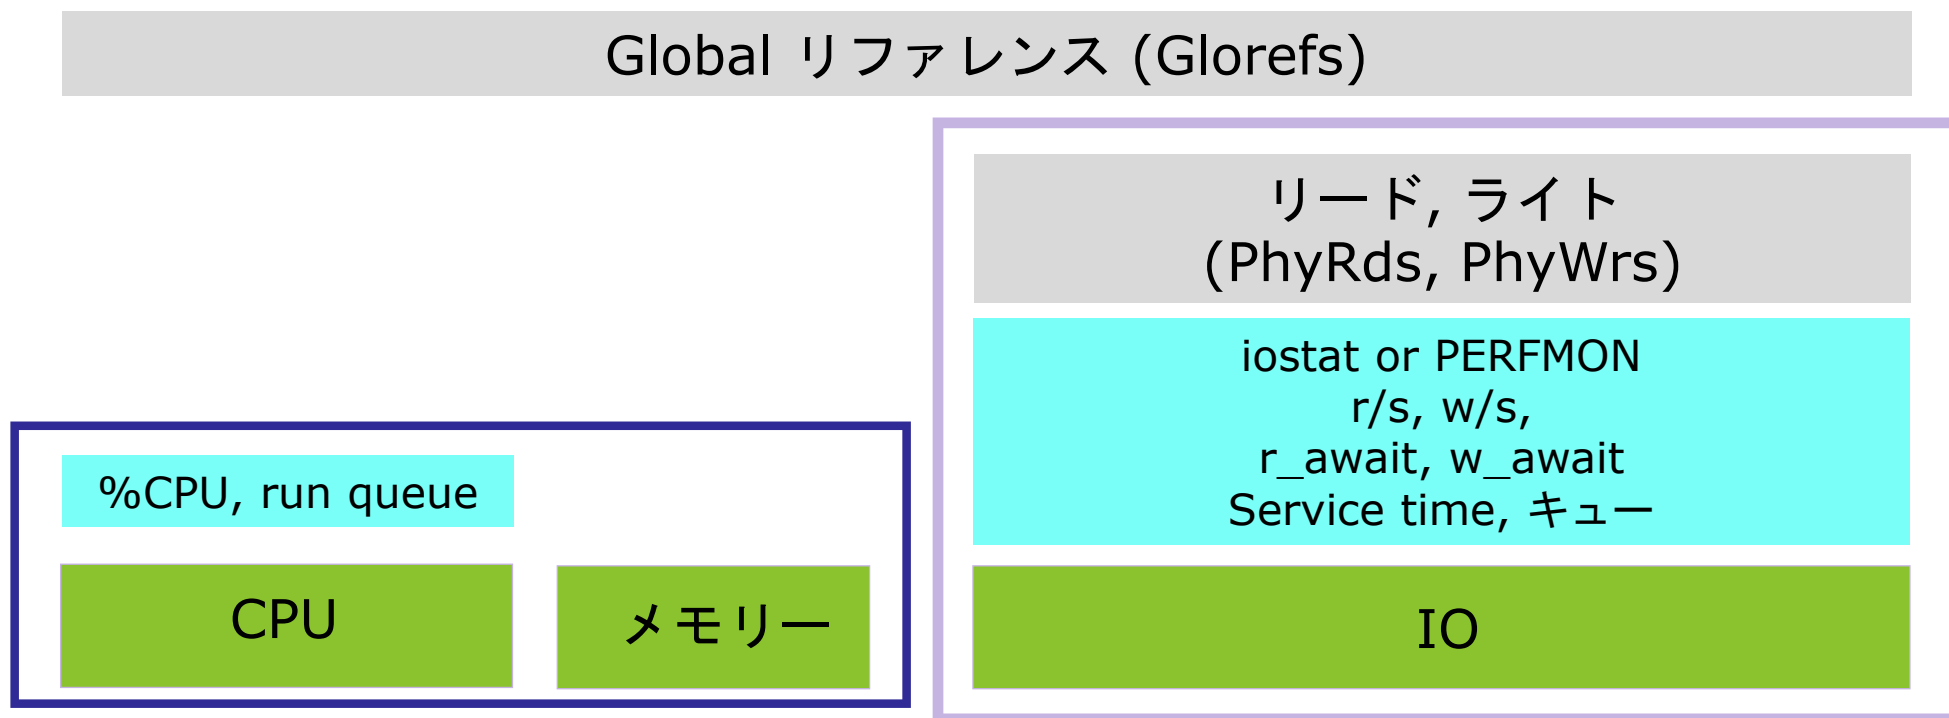 Global リファレンス (Glorefs)
リード, ライト
(PhyRds, PhyWrs)
iostat or PERFMON
r/s, w/s,
r_await, w_await
Service time, キュー
%CPU, run queue
CPU
メモリー
IO